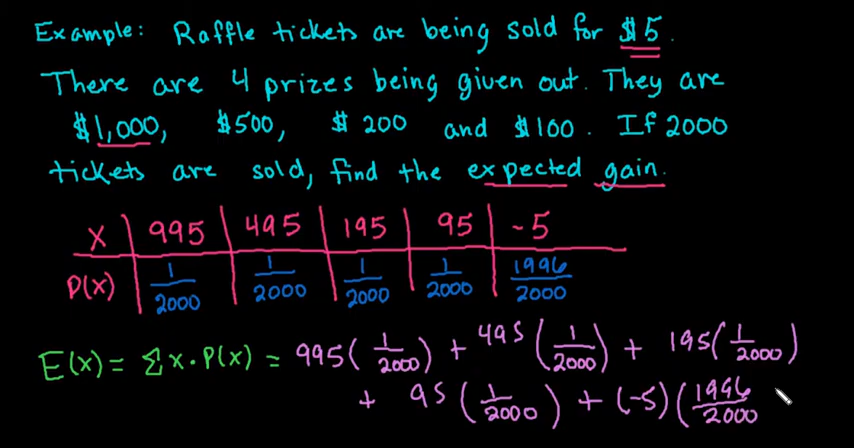 Example: Raffle tickets are being sold for $5.
There are 4 prizes being given out. They are
$1,000, $500, $200 and $100. If 2000
tickets are sold, find the expected gain.
x 995 495 195 95 -5
P(x) 1/2000 1/2000 1/2000 1/2000 1996/2000
E(x) = Σx·P(x) = 995(1/2000) + 495(1/2000) + 195(1/2000)
+ 95(1/2000) + (-5)(1996/2000